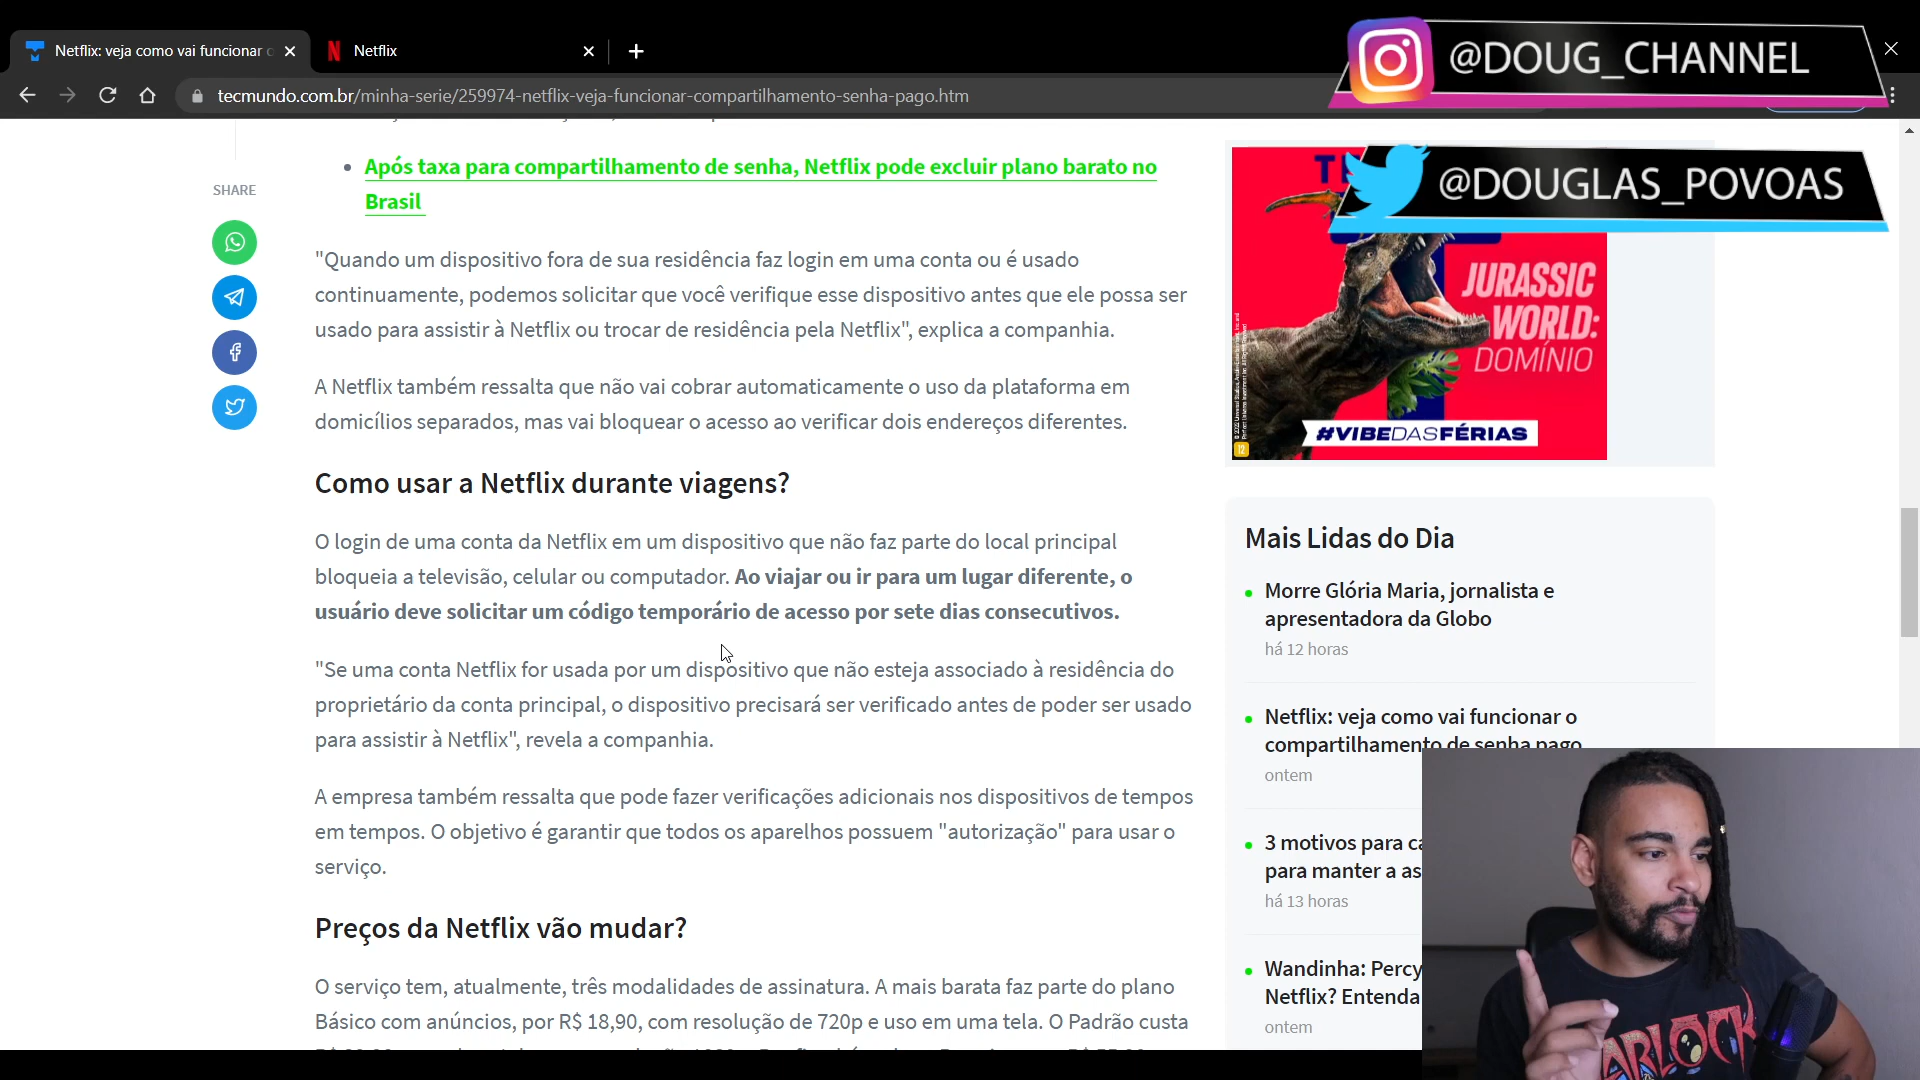 Netflix: veja como vai funcionar
Netflix
@DOUG_CHANNEL
tecmundo.com.br/minha-serie/259974-netflix-veja-funcionar-compartilhamento-senha-pago.htm
@DOUGLAS_POVOAS
SHARE
Após taxa para compartilhamento de senha, Netflix pode excluir plano barato no
Brasil
"Quando um dispositivo fora de sua residência faz login em uma conta ou é usado
continuamente, podemos solicitar que você verifique esse dispositivo antes que ele possa ser
usado para assistir à Netflix ou trocar de residência pela Netflix", explica a companhia.
A Netflix também ressalta que não vai cobrar automaticamente o uso da plataforma em
domicílios separados, mas vai bloquear o acesso ao verificar dois endereços diferentes.
Como usar a Netflix durante viagens?
O login de uma conta da Netflix em um dispositivo que não faz parte do local principal
bloqueia a televisão, celular ou computador. Ao viajar ou ir para um lugar diferente, o
usuário deve solicitar um código temporário de acesso por sete dias consecutivos.
"Se uma conta Netflix for usada por um dispositivo que não esteja associado à residência do
proprietário da conta principal, o dispositivo precisará ser verificado antes de poder ser usado
para assistir à Netflix", revela a companhia.
A empresa também ressalta que pode fazer verificações adicionais nos dispositivos de tempos
em tempos. O objetivo é garantir que todos os aparelhos possuem "autorização" para usar o
serviço.
Preços da Netflix vão mudar?
O serviço tem, atualmente, três modalidades de assinatura. A mais barata faz parte do plano
Básico com anúncios, por R$ 18,90, com resolução de 720p e uso em uma tela. O Padrão custa
JURASSIC
WORLD:
DOMÍNIO
#VIBEDASFÉRIAS
12
Mais Lidas do Dia
Morre Glória Maria, jornalista e
apresentadora da Globo
há 12 horas
Netflix: veja como vai funcionar o
compartilhamento de senha pago
ontem
3 motivos para
para manter a
há 13 horas
Wandinha: Percy
Netflix? Entenda
ontem